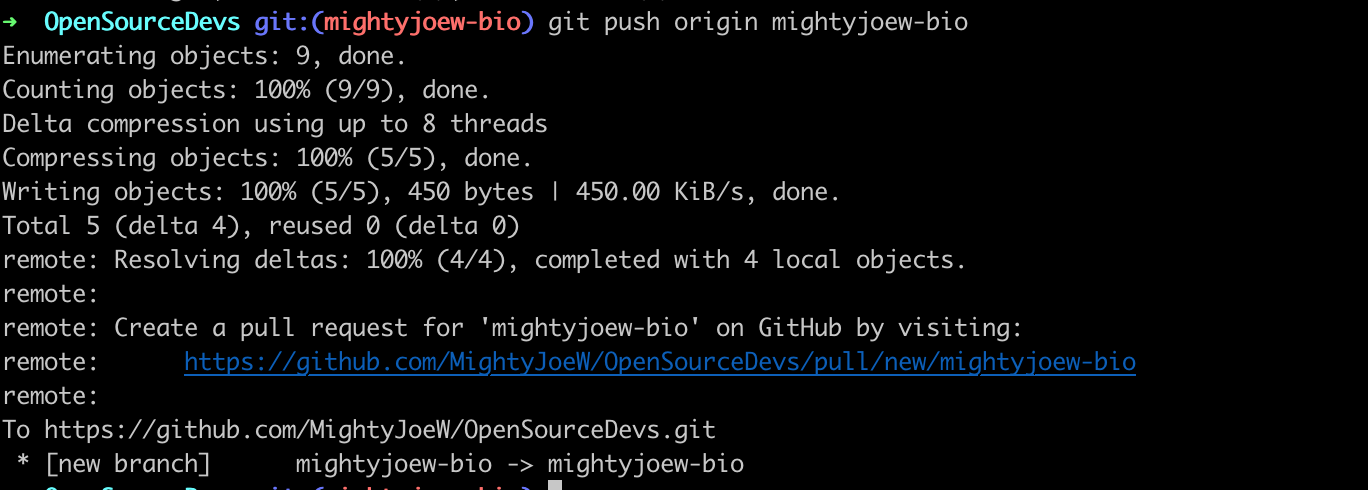 ➜  OpenSourceDevs git:(mightyjoew-bio) git push origin mightyjoew-bio
Enumerating objects: 9, done.
Counting objects: 100% (9/9), done.
Delta compression using up to 8 threads
Compressing objects: 100% (5/5), done.
Writing objects: 100% (5/5), 450 bytes | 450.00 KiB/s, done.
Total 5 (delta 4), reused 0 (delta 0)
remote: Resolving deltas: 100% (4/4), completed with 4 local objects.
remote:
remote: Create a pull request for 'mightyjoew-bio' on GitHub by visiting:
remote:      https://github.com/MightyJoeW/OpenSourceDevs/pull/new/mightyjoew-bio
remote:
To https://github.com/MightyJoeW/OpenSourceDevs.git
 * [new branch]      mightyjoew-bio -> mightyjoew-bio